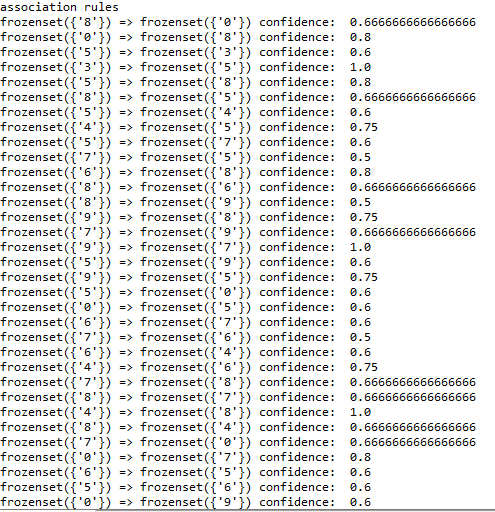 association rules
frozenset({'8'}) => frozenset({'0'}) confidence:  0.6666666666666666
frozenset({'0'}) => frozenset({'8'}) confidence:  0.8
frozenset({'5'}) => frozenset({'3'}) confidence:  0.6
frozenset({'3'}) => frozenset({'5'}) confidence:  1.0
frozenset({'5'}) => frozenset({'8'}) confidence:  0.8
frozenset({'8'}) => frozenset({'5'}) confidence:  0.6666666666666666
frozenset({'5'}) => frozenset({'4'}) confidence:  0.6
frozenset({'4'}) => frozenset({'5'}) confidence:  0.75
frozenset({'5'}) => frozenset({'7'}) confidence:  0.6
frozenset({'7'}) => frozenset({'5'}) confidence:  0.5
frozenset({'6'}) => frozenset({'8'}) confidence:  0.8
frozenset({'8'}) => frozenset({'6'}) confidence:  0.6666666666666666
frozenset({'8'}) => frozenset({'9'}) confidence:  0.5
frozenset({'9'}) => frozenset({'8'}) confidence:  0.75
frozenset({'7'}) => frozenset({'9'}) confidence:  0.6666666666666666
frozenset({'9'}) => frozenset({'7'}) confidence:  1.0
frozenset({'5'}) => frozenset({'9'}) confidence:  0.6
frozenset({'9'}) => frozenset({'5'}) confidence:  0.75
frozenset({'5'}) => frozenset({'0'}) confidence:  0.6
frozenset({'0'}) => frozenset({'5'}) confidence:  0.6
frozenset({'6'}) => frozenset({'7'}) confidence:  0.6
frozenset({'7'}) => frozenset({'6'}) confidence:  0.5
frozenset({'6'}) => frozenset({'4'}) confidence:  0.6
frozenset({'4'}) => frozenset({'6'}) confidence:  0.75
frozenset({'7'}) => frozenset({'8'}) confidence:  0.6666666666666666
frozenset({'8'}) => frozenset({'7'}) confidence:  0.6666666666666666
frozenset({'4'}) => frozenset({'8'}) confidence:  1.0
frozenset({'8'}) => frozenset({'4'}) confidence:  0.6666666666666666
frozenset({'7'}) => frozenset({'0'}) confidence:  0.6666666666666666
frozenset({'0'}) => frozenset({'7'}) confidence:  0.8
frozenset({'6'}) => frozenset({'5'}) confidence:  0.6
frozenset({'5'}) => frozenset({'6'}) confidence:  0.6
frozenset({'0'}) => frozenset({'9'}) confidence:  0.6